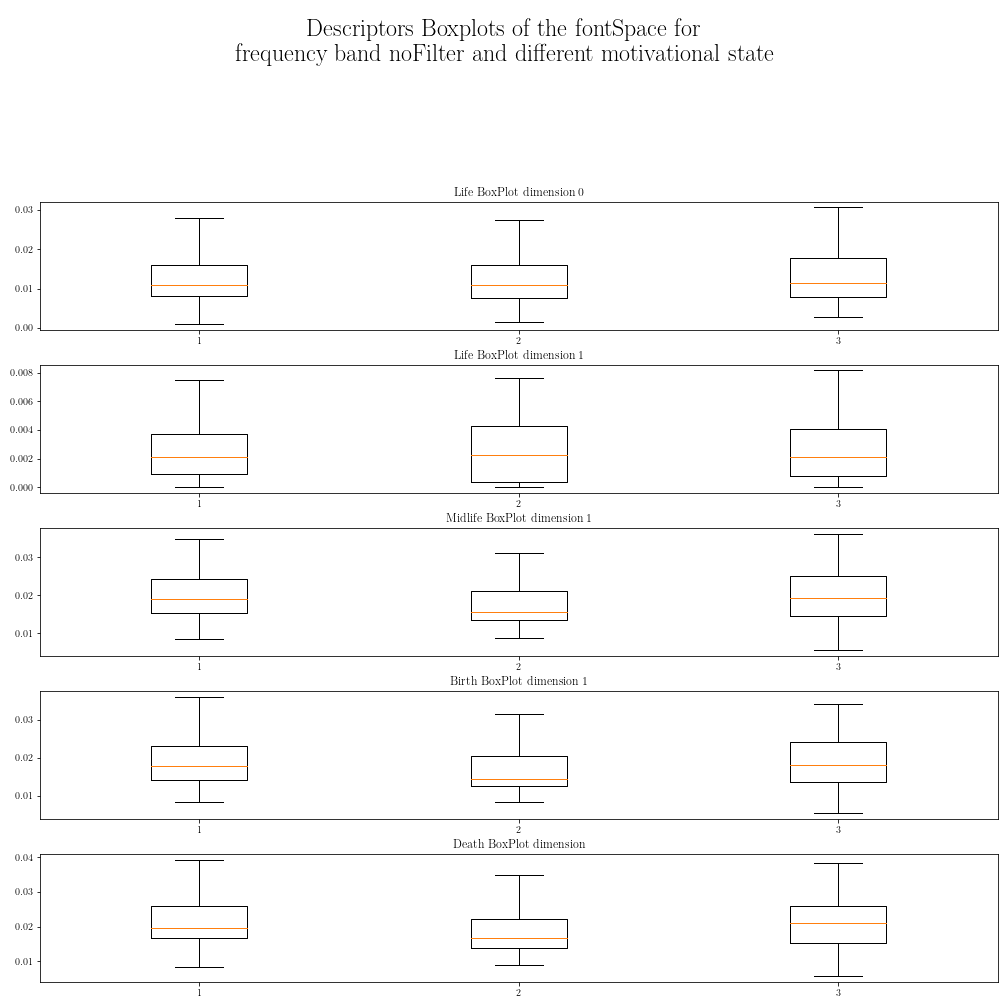 Descriptors Boxplots of the fontSpace for
frequency band noFilter and different motivational state
Life BoxPlot dimension 0
0.03
0.02
0.01
0.00
1 2 3
Life BoxPlot dimension 1
0.008
0.006
0.004
0.002
0.000
1 2 3
Midlife BoxPlot dimension 1
0.03
0.02
0.01
1 2 3
Birth BoxPlot dimension 1
0.03
0.02
0.01
1 2 3
Death BoxPlot dimension
0.04
0.03
0.02
0.01
1 2 3